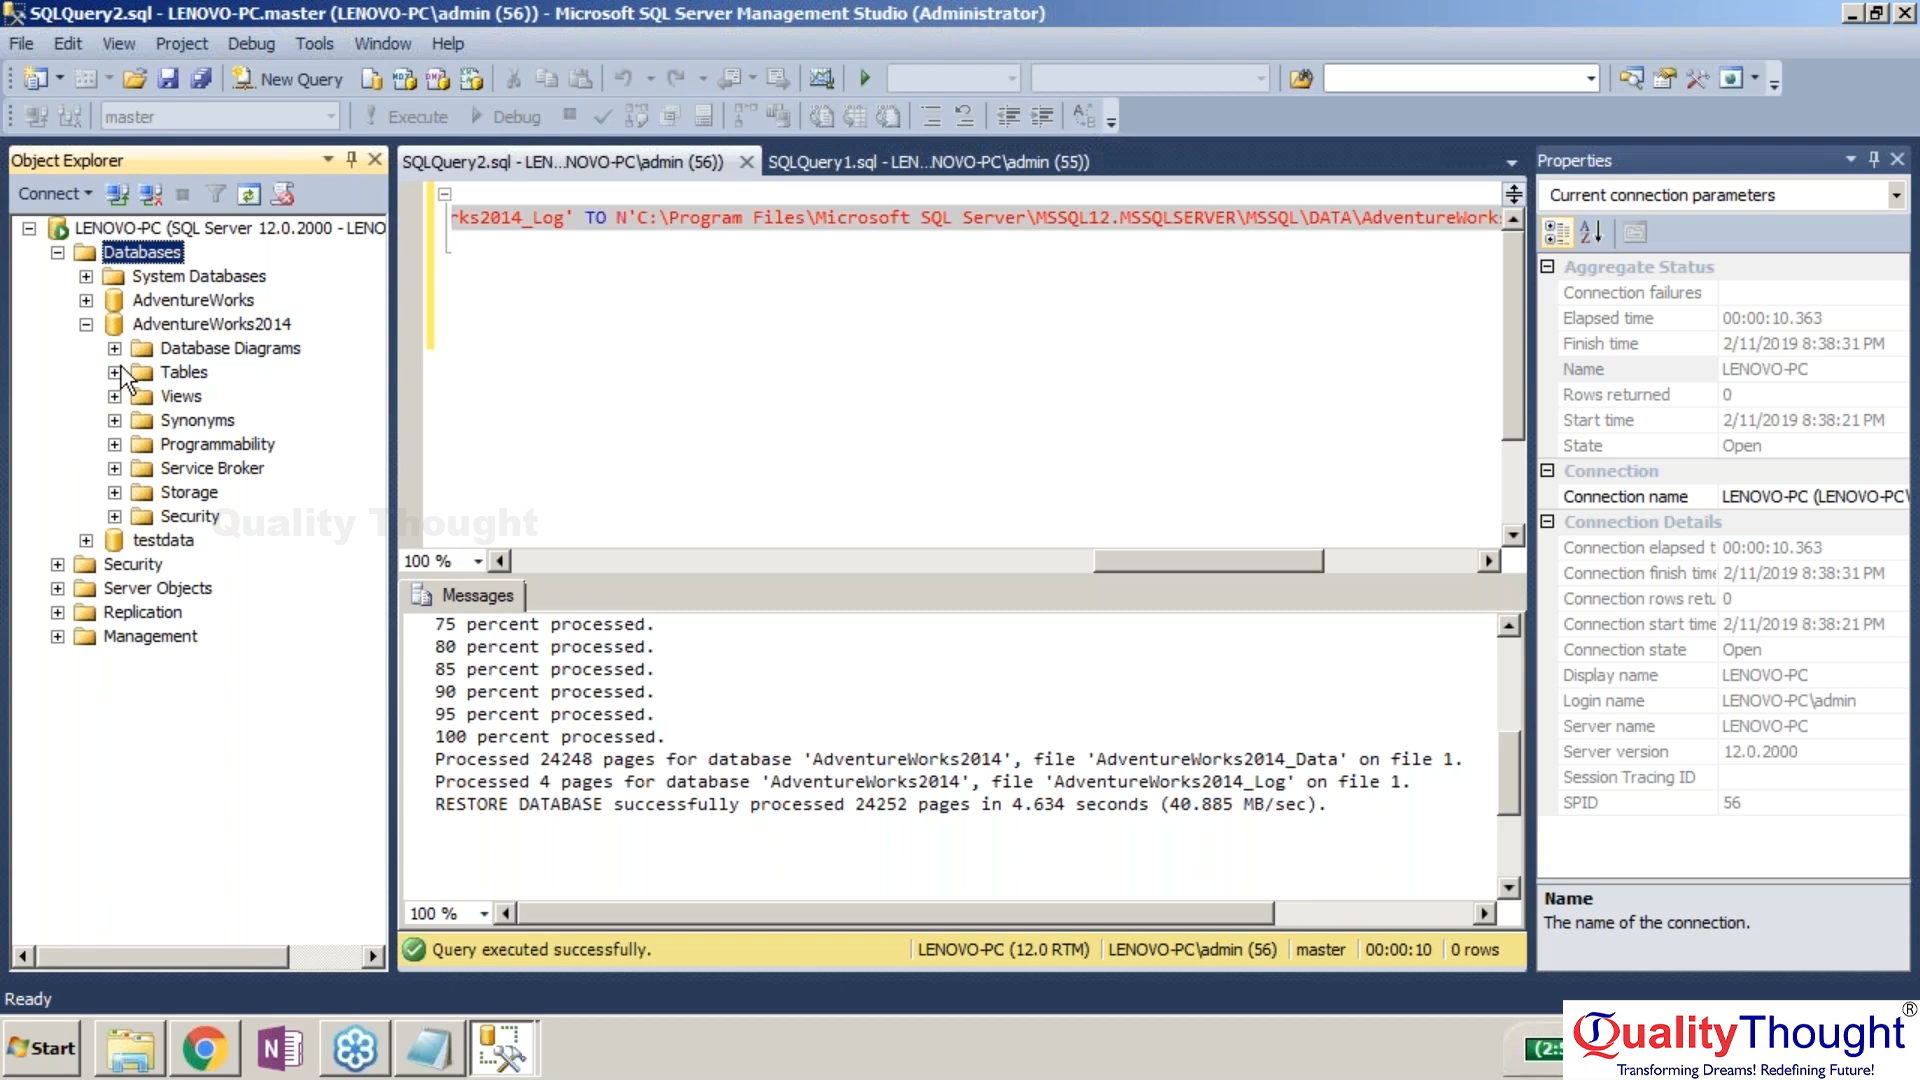 SQLQuery2.sql - LENOVO-PC.master (LENOVO-PC\admin (56)) - Microsoft SQL Server Management Studio (Administrator)
File Edit View Project Debug Tools Window Help
New Query
master Execute Debug
Object Explorer
Connect
LENOVO-PC (SQL Server 12.0.2000 - LENO
Databases
System Databases
AdventureWorks
AdventureWorks2014
Database Diagrams
Tables
Views
Synonyms
Programmability
Service Broker
Storage
Security
testdata
Security
Server Objects
Replication
Management
Quality Thought
SQLQuery2.sql - LEN...NOVO-PC\admin (56)) SQLQuery1.sql - LEN...NOVO-PC\admin (55))
rks2014_Log' TO N'C:\Program Files\Microsoft SQL Server\MSSQL12.MSSQLSERVER\MSSQL\DATA\AdventureWorks
100 %
Messages
75 percent processed.
80 percent processed.
85 percent processed.
90 percent processed.
95 percent processed.
100 percent processed.
Processed 24248 pages for database 'AdventureWorks2014', file 'AdventureWorks2014_Data' on file 1.
Processed 4 pages for database 'AdventureWorks2014', file 'AdventureWorks2014_Log' on file 1.
RESTORE DATABASE successfully processed 24252 pages in 4.634 seconds (40.885 MB/sec).
100 %
Query executed successfully. LENOVO-PC (12.0 RTM) LENOVO-PC\admin (56) master 00:00:10 0 rows
Properties
Current connection parameters
Aggregate Status
Connection failures
Elapsed time 00:00:10.363
Finish time 2/11/2019 8:38:31 PM
Name LENOVO-PC
Rows returned 0
Start time 2/11/2019 8:38:21 PM
State Open
Connection
Connection name LENOVO-PC (LENOVO-PC\
Connection Details
Connection elapsed t 00:00:10.363
Connection finish time 2/11/2019 8:38:31 PM
Connection rows retu 0
Connection start time 2/11/2019 8:38:21 PM
Connection state Open
Display name LENOVO-PC
Login name LENOVO-PC\admin
Server name LENOVO-PC
Server version 12.0.2000
Session Tracing ID
SPID 56
Name
The name of the connection.
Ready
Start
(2:5
QualityThought®
Transforming Dreams! Redefining Future!